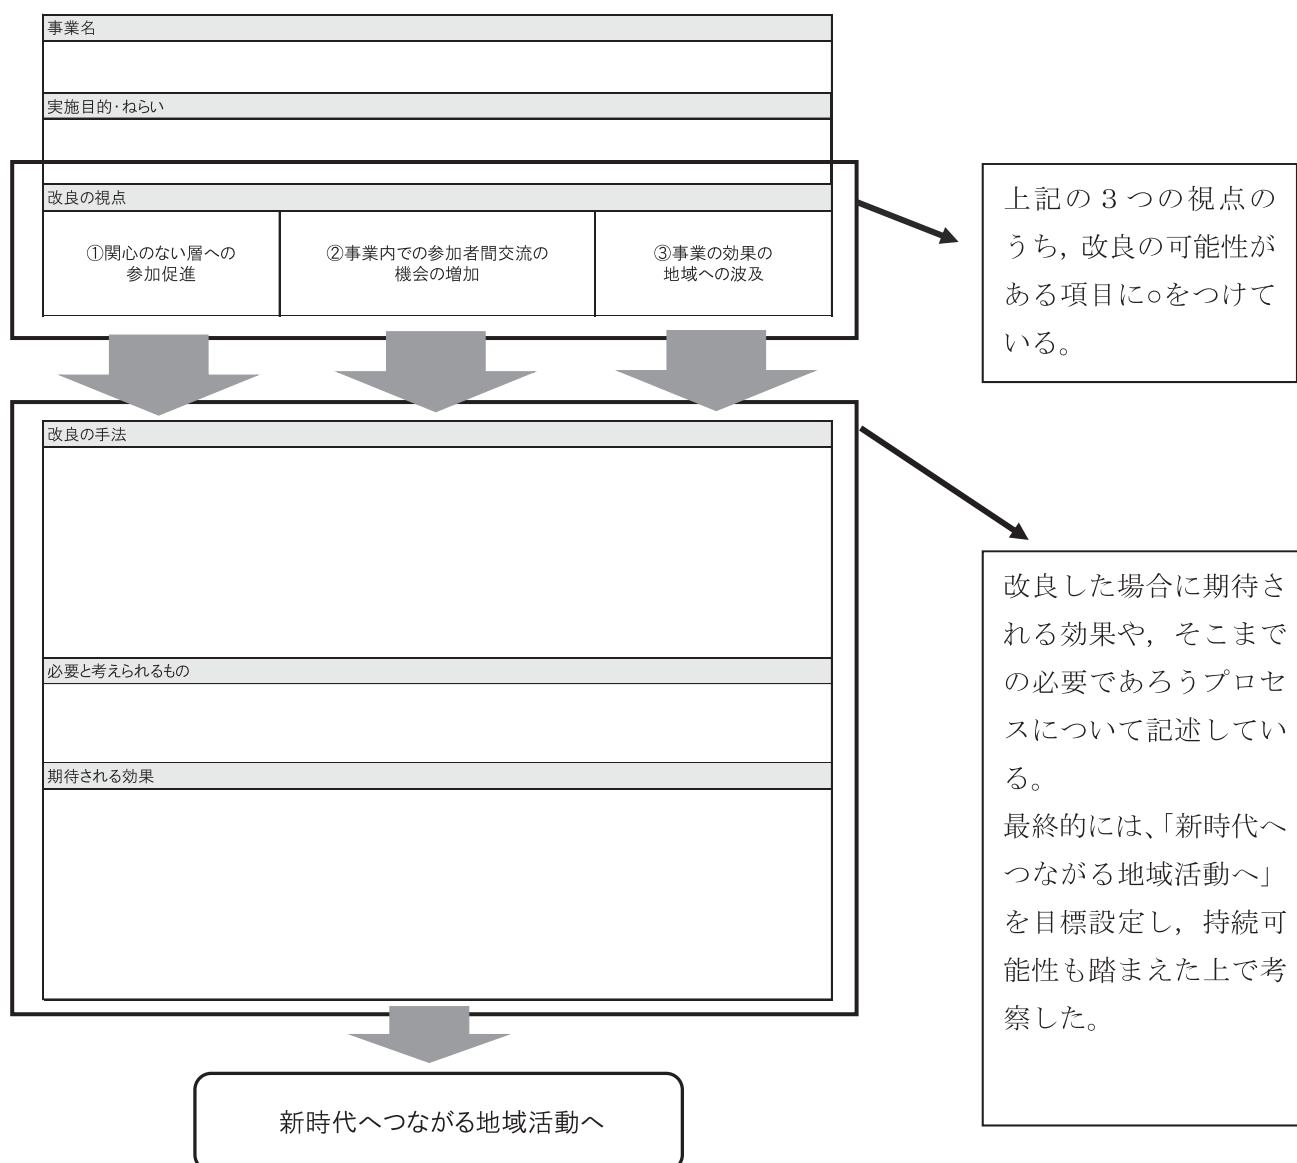 事業名
実施目的・ねらい
改良の視点
①関心のない層への
参加促進
②事業内での参加者間交流の
機会の増加
③事業の効果の
地域への波及
上記の３つの視点の
うち，改良の可能性が
ある項目に○をつけて
いる。
改良の手法
必要と考えられるもの
期待される効果
改良した場合に期待さ
れる効果や，そこまで
の必要であろうプロセ
スについて記述してい
る。
最終的には、「新時代へ
つながる地域活動へ」
を目標設定し，持続可
能性も踏まえた上で考
察した。
新時代へつながる地域活動へ